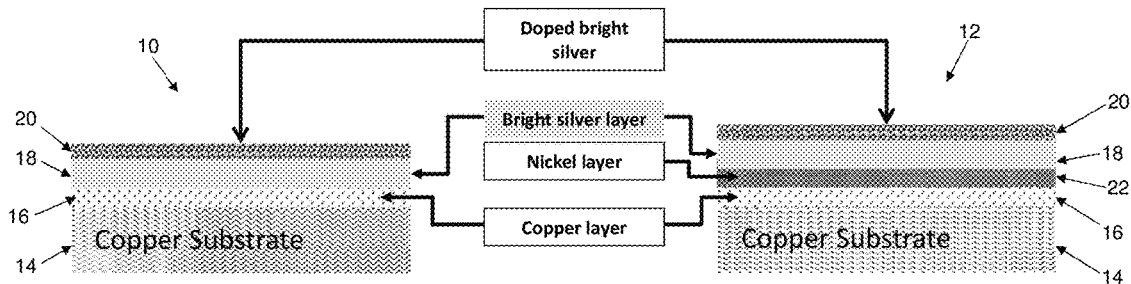 Doped bright
silver
10
12
20
18
16
14
Bright silver layer
Nickel layer
Copper layer
20
18
22
16
14
Copper Substrate
Copper Substrate